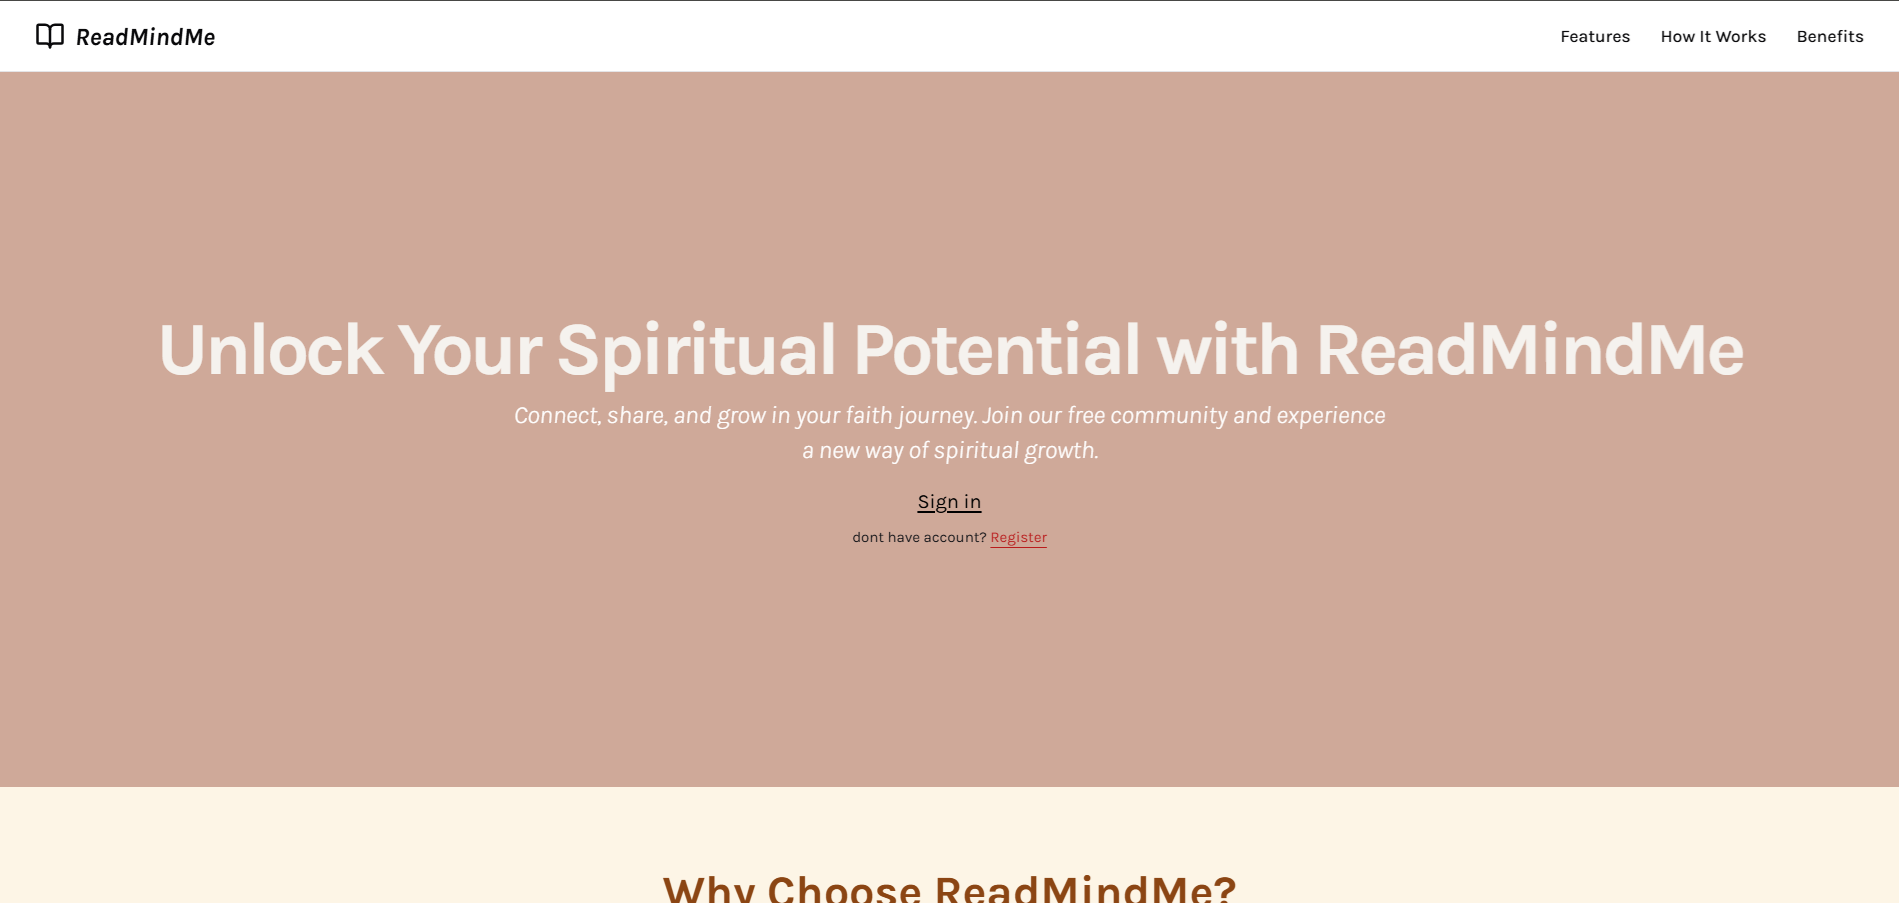 ReadMindMe
Features How It Works Benefits
Unlock Your Spiritual Potential with ReadMindMe
Connect, share, and grow in your faith journey. Join our free community and experience
a new way of spiritual growth.
Sign in
dont have account? Register
Why Choose ReadMindMe?